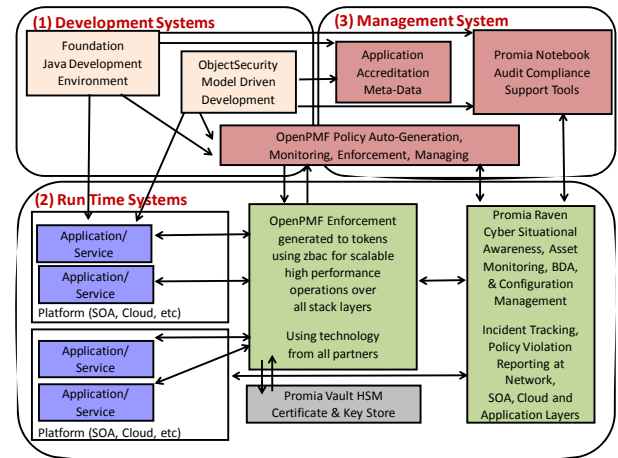 (1) Development Systems
(3) Management System
Foundation
Java Development
Environment
ObjectSecurity
Model Driven
Development
Application
Accreditation
Meta-Data
Promia Notebook
Audit Compliance
Support Tools
OpenPMF Policy Auto-Generation,
Monitoring, Enforcement, Managing
(2) Run Time Systems
Application/
Service
Application/
Service
Platform (SOA, Cloud, etc)
Application/
Service
Application/
Service
Platform (SOA, Cloud, etc)
OpenPMF Enforcement
generated to tokens
using zbac for scalable
high performance
operations over
all stack layers
Using technology
from all partners
Promia Vault HSM
Certificate & Key Store
Promia Raven
Cyber Situational
Awareness, Asset
Monitoring, BDA,
& Configuration
Management
Incident Tracking,
Policy Violation
Reporting at
Network,
SOA, Cloud and
Application Layers